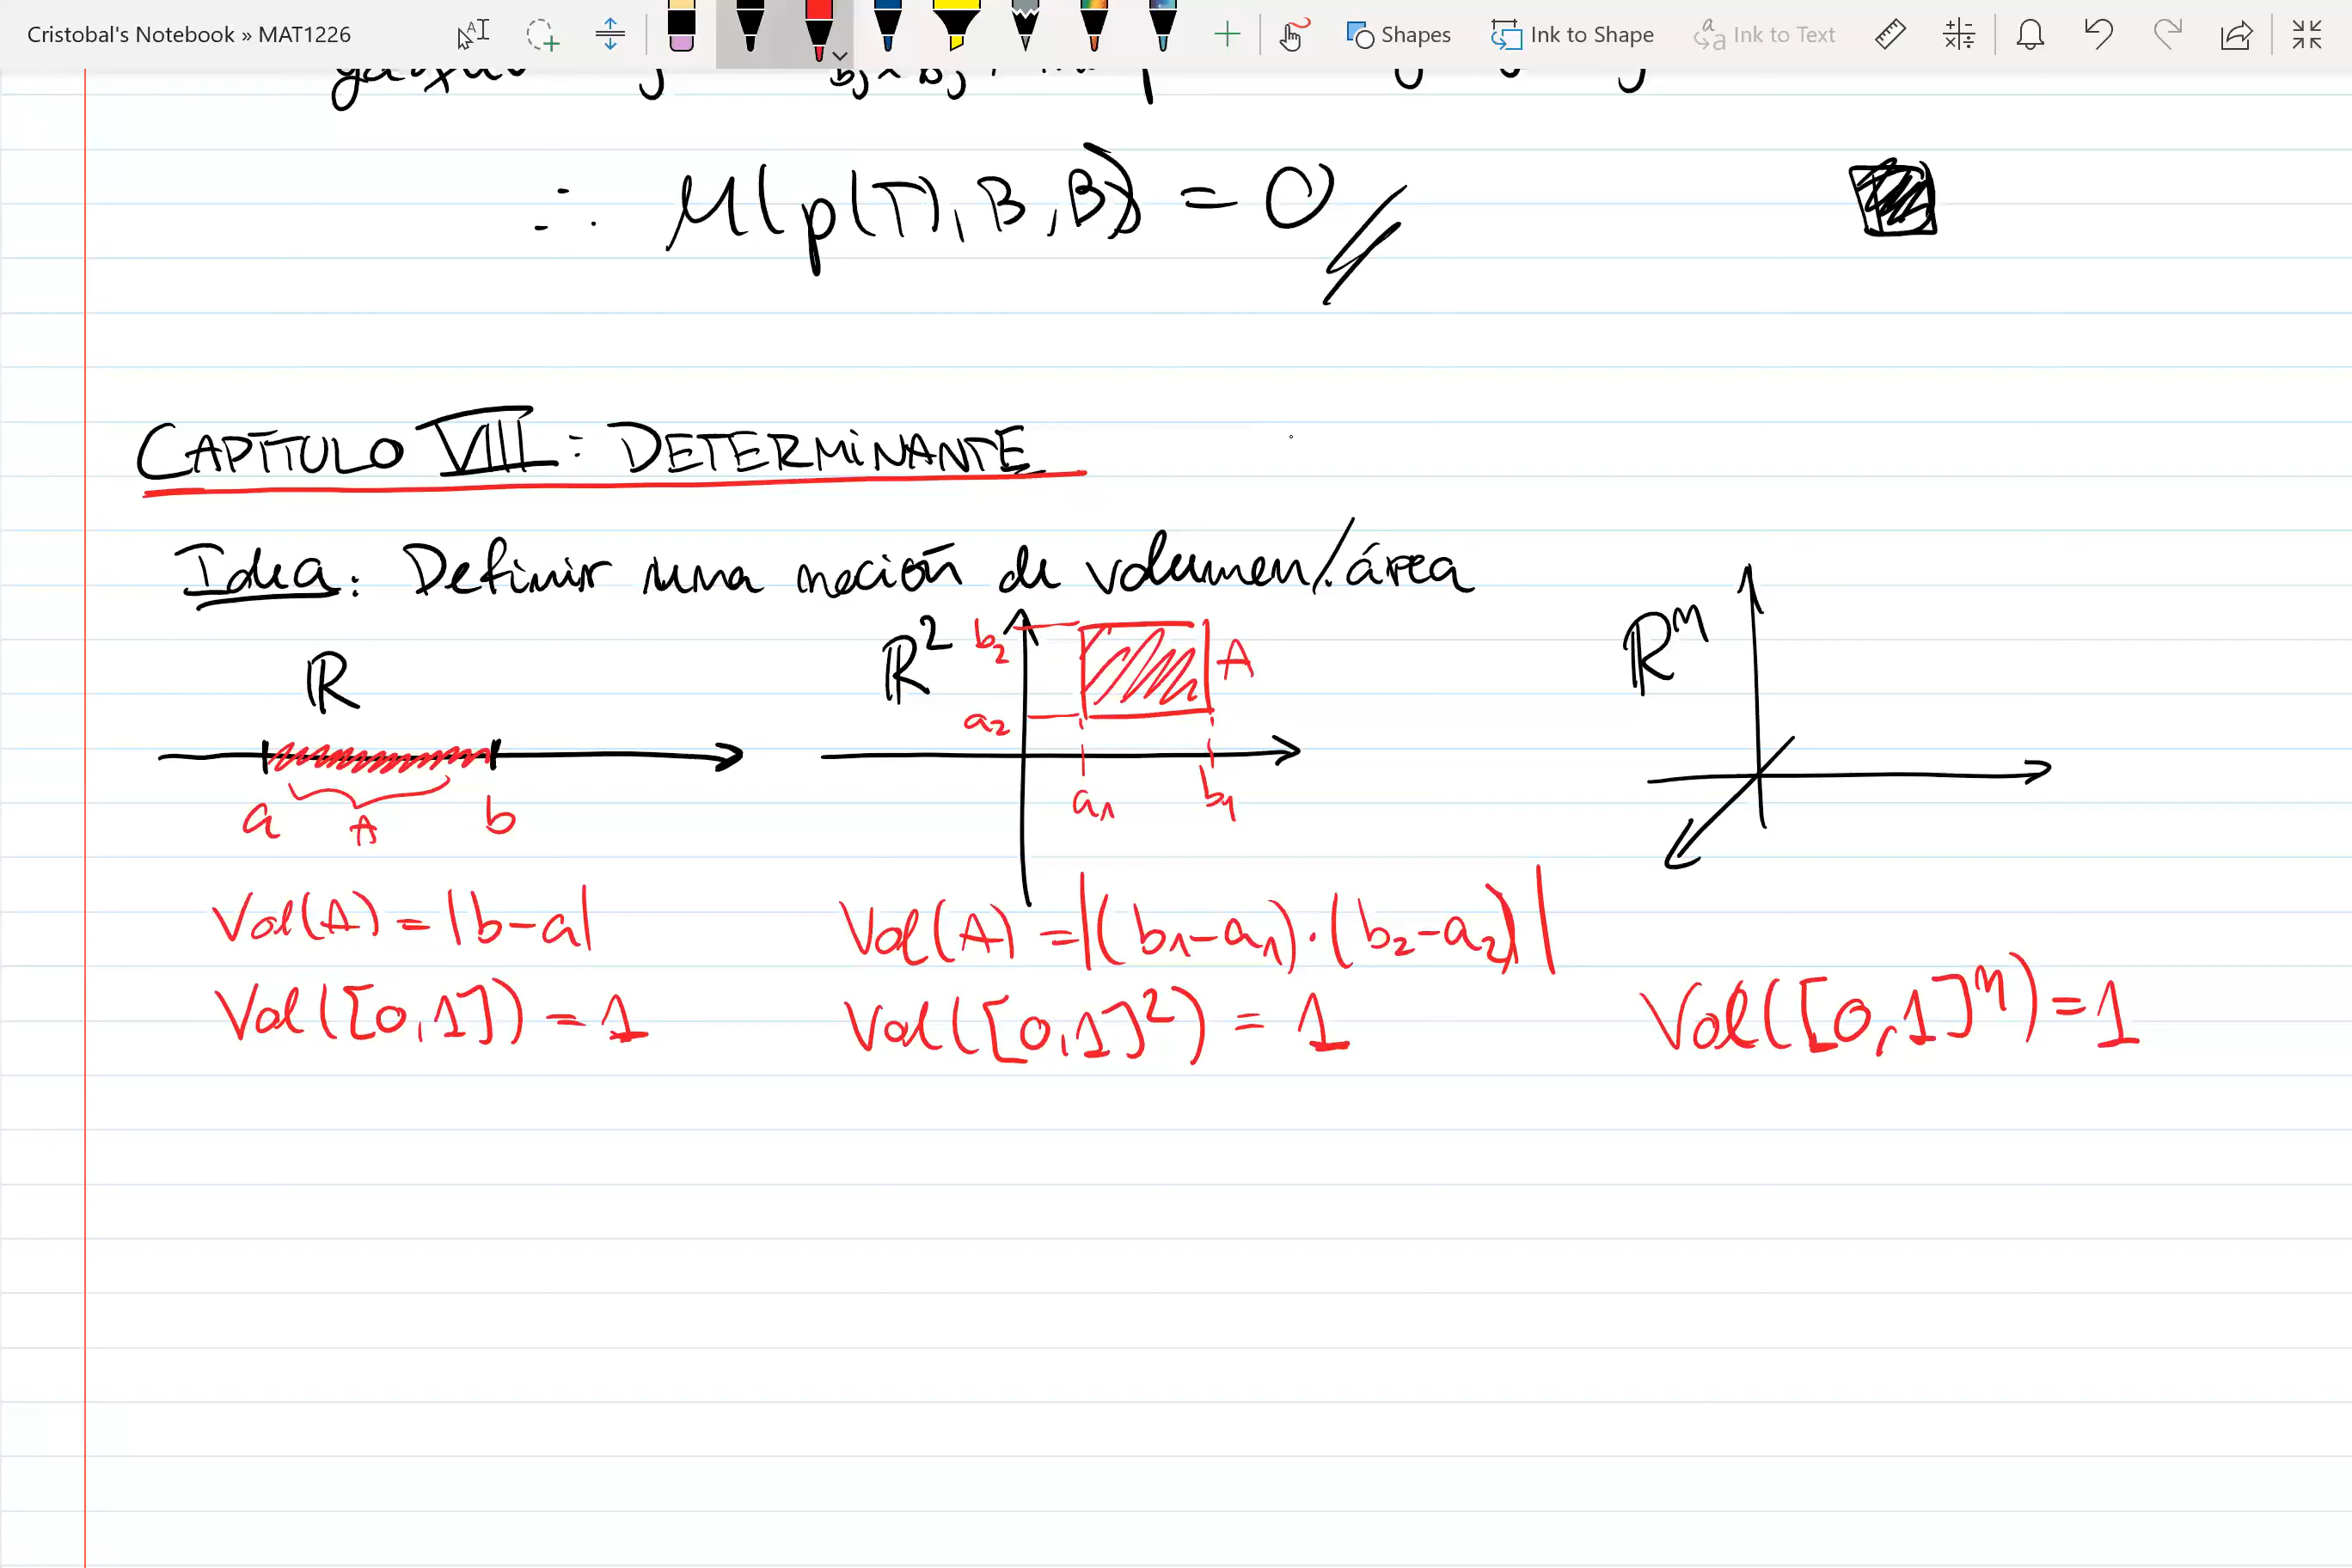 Cristobal's Notebook » MAT1226
Shapes
Ink to Shape
Ink to Text
∴ M(p(T), B, B) = 0
CAPÍTULO VIII: DETERMINANTE
Idea: Definir una noción de volumen/área
ℝ
a A b
Vol(A) = |b-a|
Vol([0,1]) = 1
ℝ²
b₂
A
a₂
a₁ b₁
Vol(A) = |(b₁-a₁)·(b₂-a₂)|
Vol([0,1]²) = 1
ℝⁿ
Vol([0,1]ⁿ) = 1